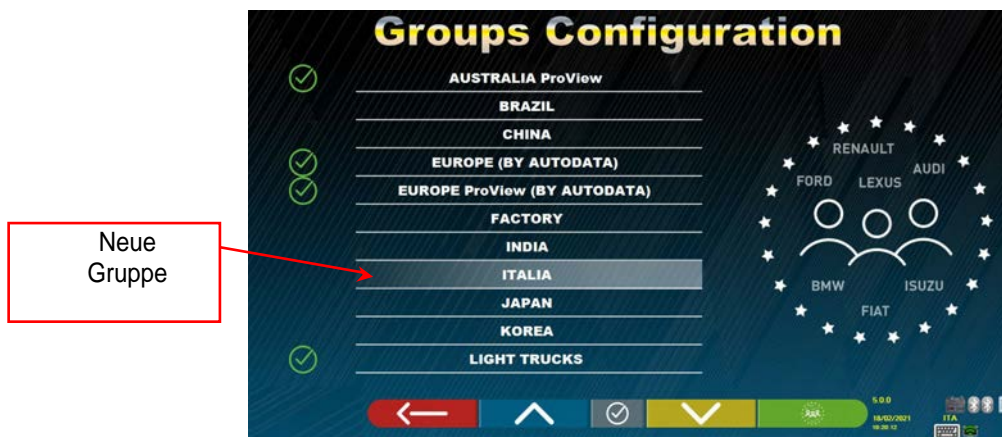 Groups Configuration
AUSTRALIA ProView
BRAZIL
CHINA
EUROPE (BY AUTODATA)
EUROPE ProView (BY AUTODATA)
FACTORY
INDIA
ITALIA
JAPAN
KOREA
LIGHT TRUCKS
Neue
Gruppe
RENAULT
AUDI
FORD LEXUS
BMW ISUZU
FIAT
5.0.0
18/02/2021
ITA